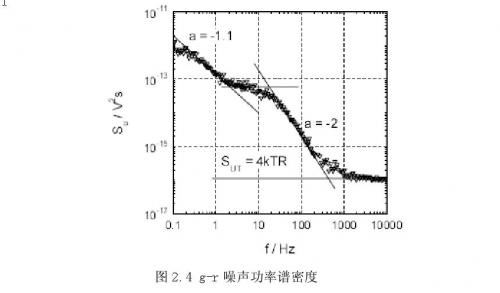 1
10⁻¹¹
a = -1.1
10⁻¹³
S_u / V²s
a = -2
10⁻¹⁵
S_UT = 4kTR
10⁻¹⁷
0.1 1 10 100 1000 10000
f / Hz
图 2.4 g-r 噪声功率谱密度